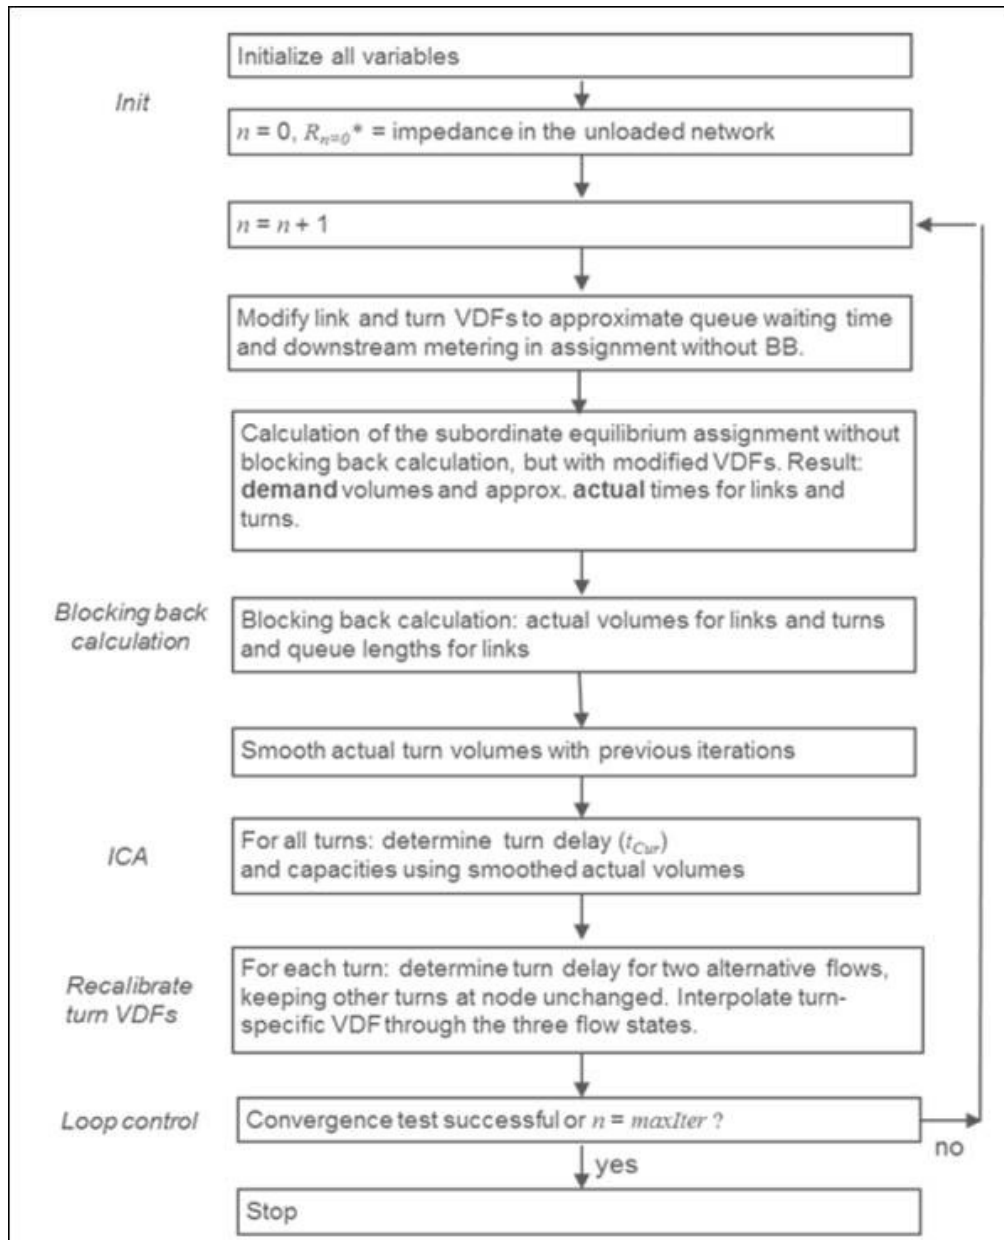 Initialize all variables
Init
n = 0, Rn=0* = impedance in the unloaded network
n = n + 1
Modify link and turn VDFs to approximate queue waiting time
and downstream metering in assignment without BB.
Calculation of the subordinate equilibrium assignment without
blocking back calculation, but with modified VDFs. Result:
demand volumes and approx. actual times for links and
turns.
Blocking back
calculation
Blocking back calculation: actual volumes for links and turns
and queue lengths for links
Smooth actual turn volumes with previous iterations
ICA
For all turns: determine turn delay (tCur)
and capacities using smoothed actual volumes
Recalibrate
turn VDFs
For each turn: determine turn delay for two alternative flows,
keeping other turns at node unchanged. Interpolate turn-
specific VDF through the three flow states.
Loop control
Convergence test successful or n = maxIter ?
no
yes
Stop